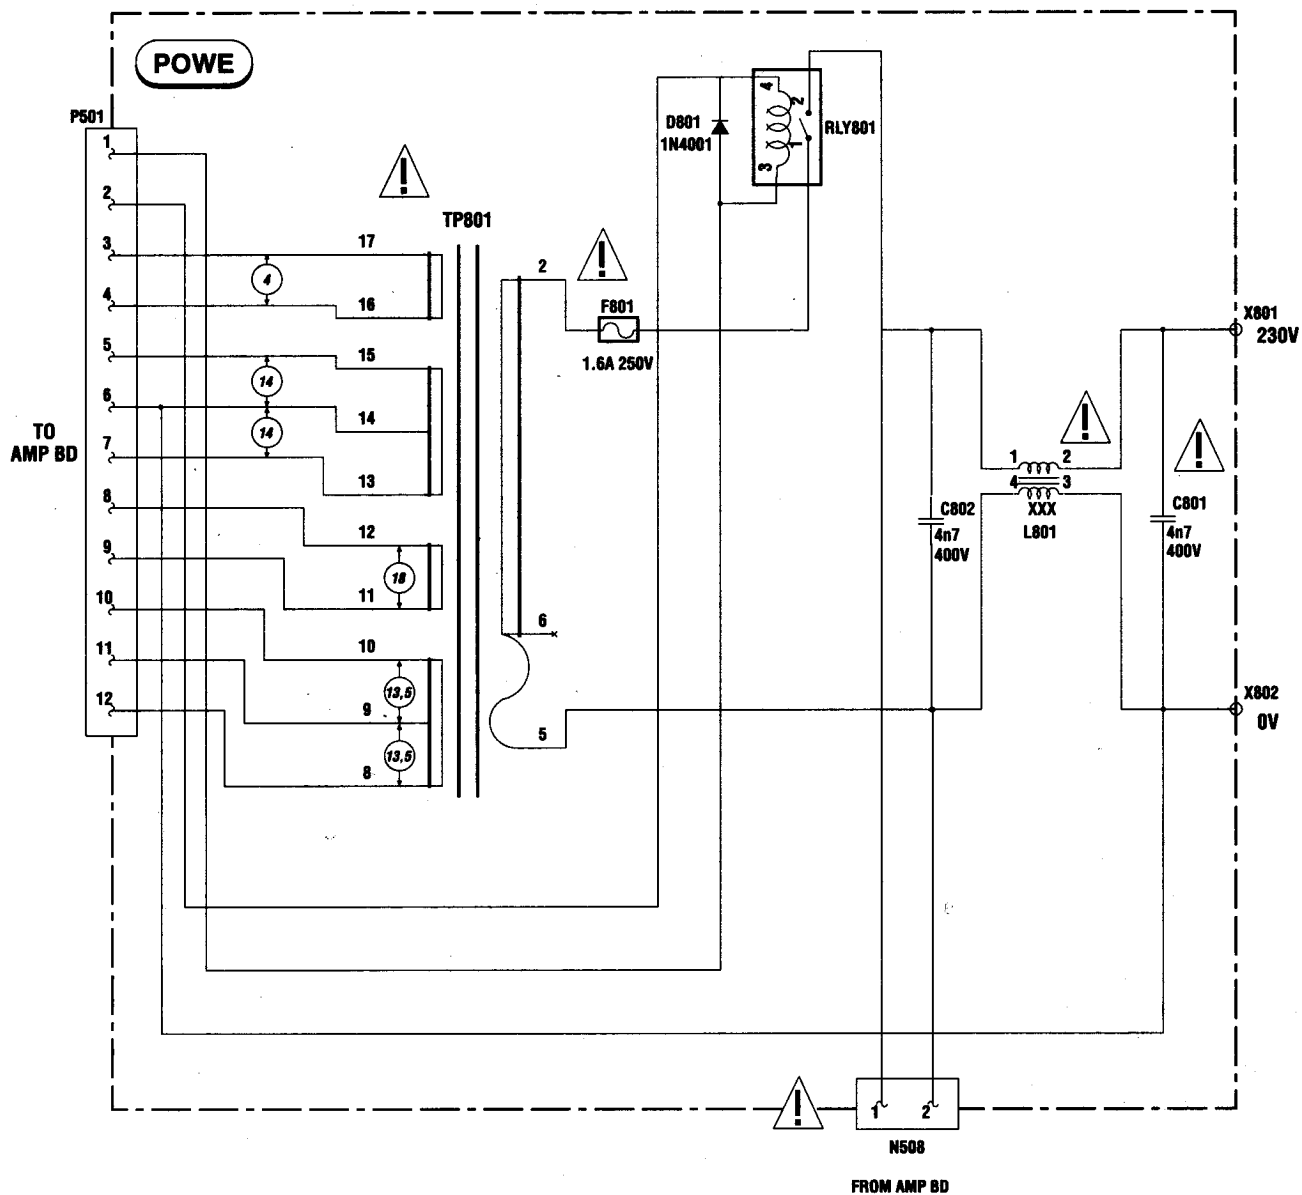 POWE
P501
1
2
3
4
5
6
7
8
9
10
11
12
TO
AMP BD
4
14
14
18
13,5
13,5
17
16
15
14
13
12
11
10
9
8
!
TP801
2
6
5
!
F801
1.6A 250V
D801
1N4001
4
3
2
1
RLY801
X801
230V
!
!
1 2
4 3
XXX
L801
C802
4n7
400V
C801
4n7
400V
X802
0V
!
1 2
N508
FROM AMP BD